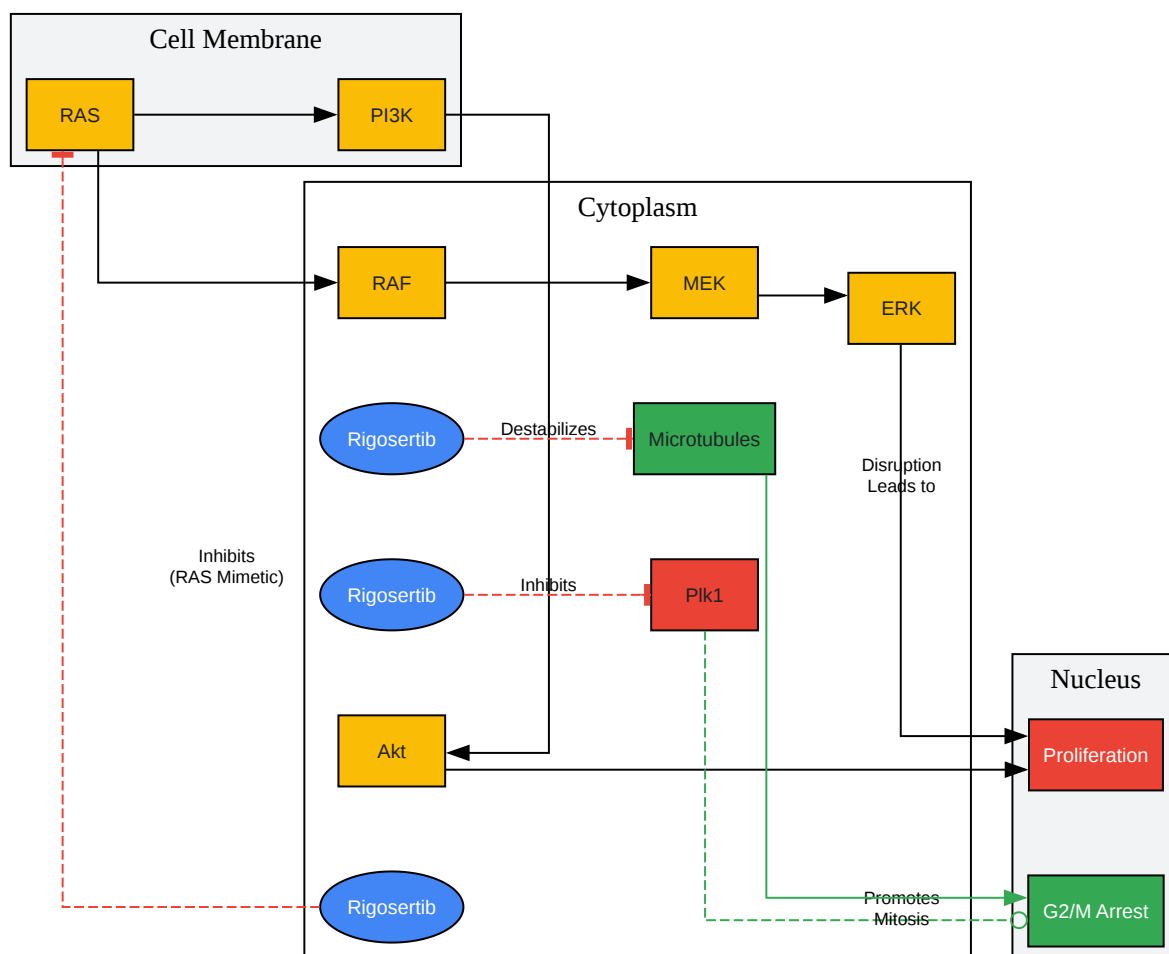 Cell Membrane
RAS
PI3K
Cytoplasm
RAF
MEK
ERK
Rigosertib
Destabilizes
Microtubules
Disruption
Leads to
Inhibits
(RAS Mimetic)
Rigosertib
Inhibits
Plk1
Nucleus
Akt
Proliferation
Rigosertib
Promotes
Mitosis
G2/M Arrest